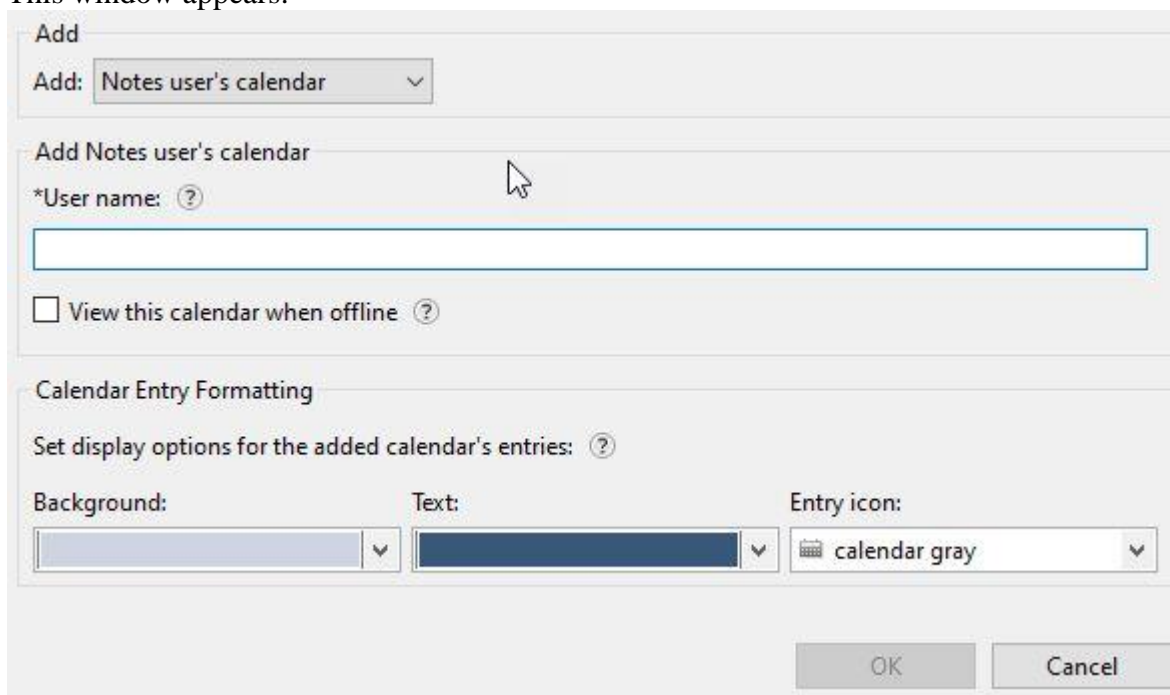 This window appears:
Add
Add: Notes user's calendar
Add Notes user's calendar
*User name: ?
View this calendar when offline ?
Calendar Entry Formatting
Set display options for the added calendar's entries: ?
Background: Text: Entry icon:
calendar gray
OK Cancel